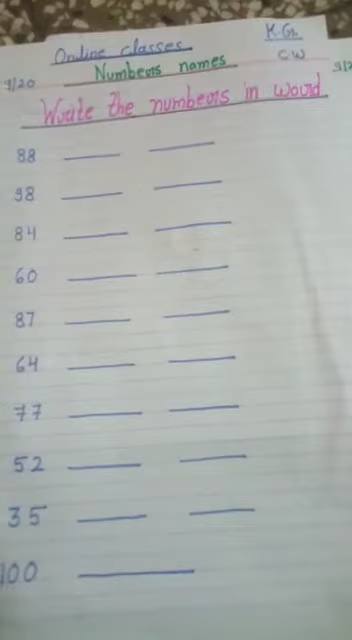 Online classes
K.G.
C.W
Numbers names
Write the numbers in word
88
98
84
60
87
64
77
52
35
100